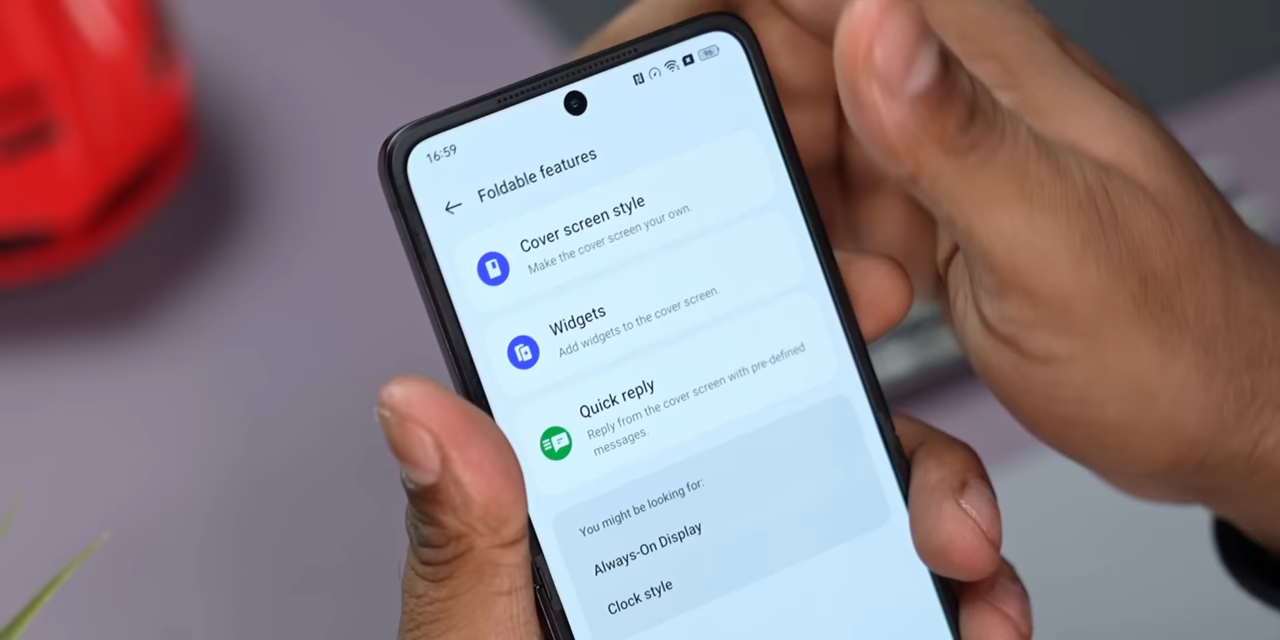 16:59
96
Foldable features
Cover screen style
Make the cover screen your own.
Widgets
Add widgets to the cover screen.
Quick reply
Reply from the cover screen with pre-defined
messages.
You might be looking for:
Always-On Display
Clock style